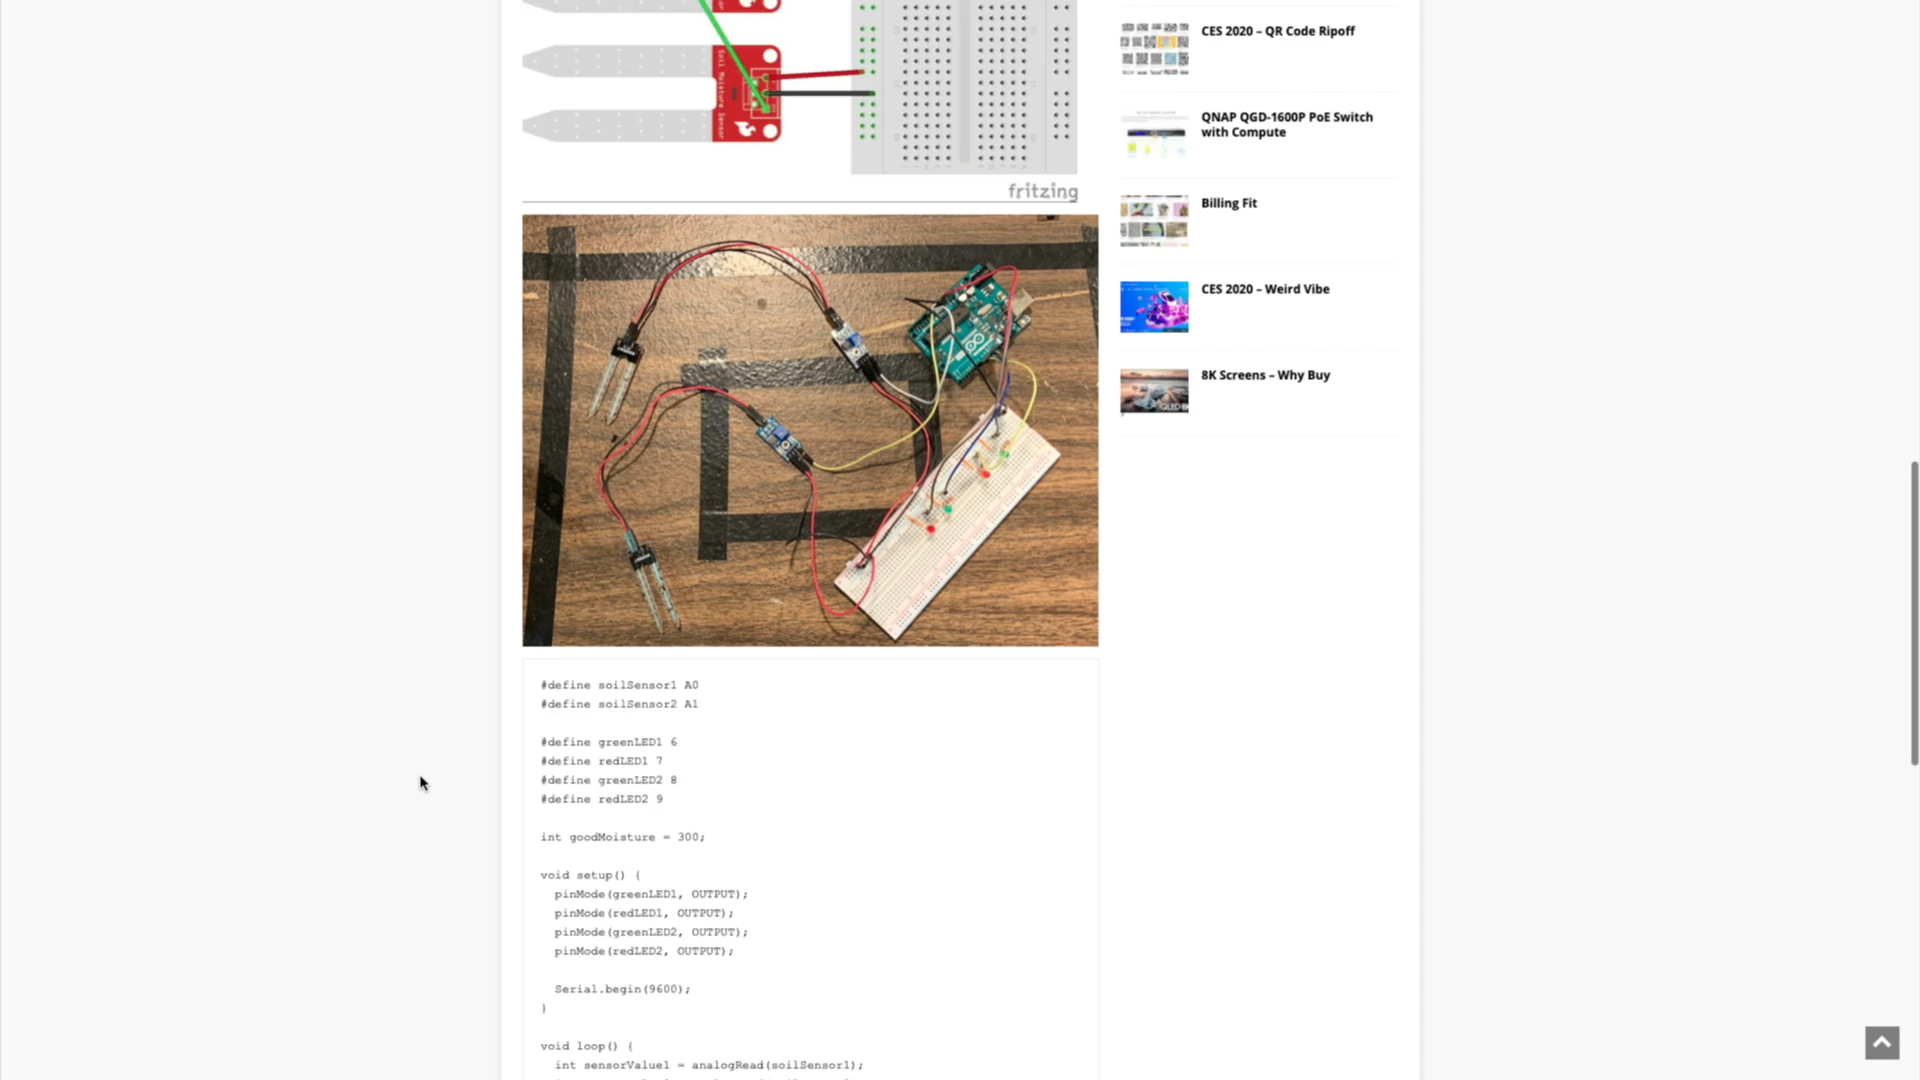 Soil Moisture Sensor
fritzing
#define soilSensor1 A0
#define soilSensor2 A1
#define greenLED1 6
#define redLED1 7
#define greenLED2 8
#define redLED2 9
int goodMoisture = 300;
void setup() {
pinMode(greenLED1, OUTPUT);
pinMode(redLED1, OUTPUT);
pinMode(greenLED2, OUTPUT);
pinMode(redLED2, OUTPUT);
Serial.begin(9600);
}
void loop() {
int sensorValue1 = analogRead(soilSensor1);
CES 2020 – QR Code Ripoff
QNAP QGD-1600P PoE Switch
with Compute
Billing Fit
CES 2020 – Weird Vibe
8K Screens – Why Buy